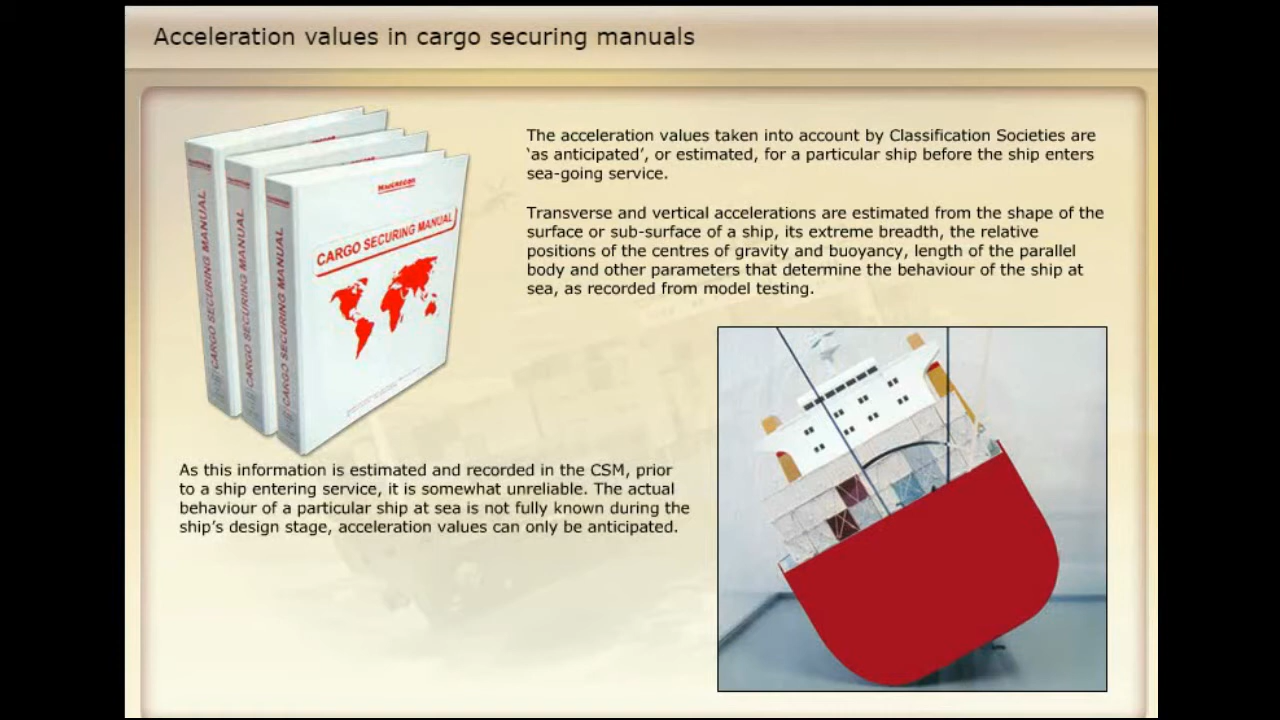 Acceleration values in cargo securing manuals
The acceleration values taken into account by Classification Societies are
‘as anticipated’, or estimated, for a particular ship before the ship enters
sea-going service.
Transverse and vertical accelerations are estimated from the shape of the
surface or sub-surface of a ship, its extreme breadth, the relative
positions of the centres of gravity and buoyancy, length of the parallel
body and other parameters that determine the behaviour of the ship at
sea, as recorded from model testing.
CARGO SECURING MANUAL
CARGO SECURING MANUAL
CARGO SECURING MANUAL
CARGO SECURING MANUAL
As this information is estimated and recorded in the CSM, prior
to a ship entering service, it is somewhat unreliable. The actual
behaviour of a particular ship at sea is not fully known during the
ship’s design stage, acceleration values can only be anticipated.